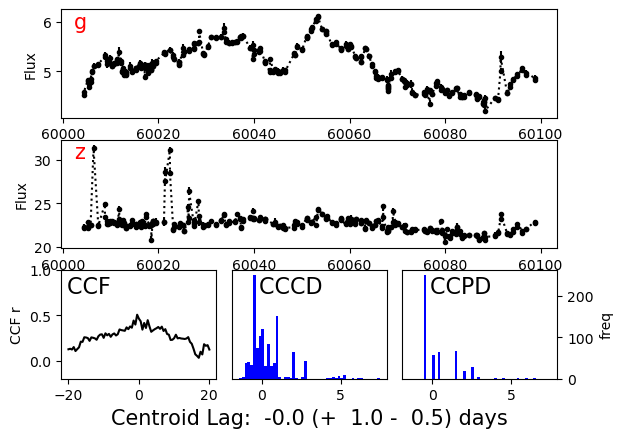 g
6
5
Flux
60000 60020 60040 60060 60080 60100
z
30
25
20
Flux
60000 60020 60040 60060 60080 60100
CCF
1.0
0.5
0.0
CCF r
−20 0 20
CCCD
0 5
CCPD
200
100
0
freq
0 5
Centroid Lag: -0.0 (+ 1.0 - 0.5) days